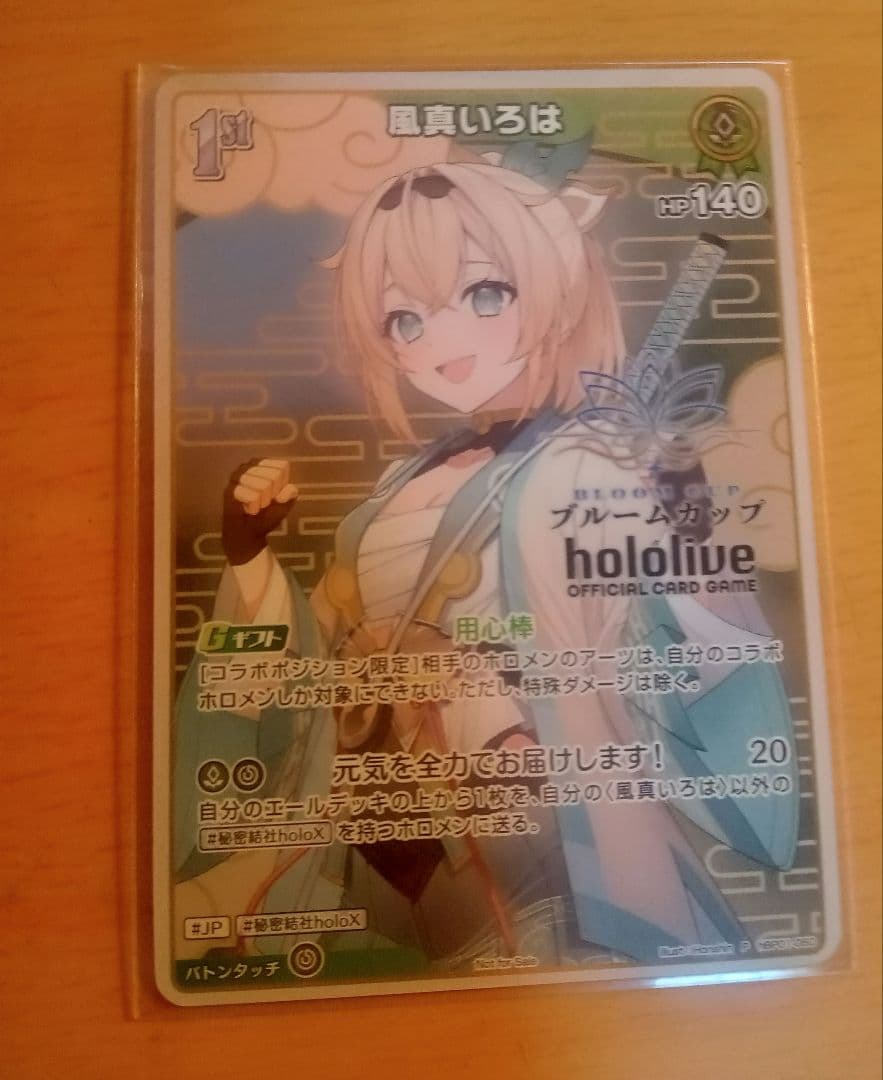 1st
風真いろは
HP140
BLOOM CUP
ブルームカップ
hololive
OFFICIAL CARD GAME
Gギフト 用心棒
[コラボポジション限定]相手のホロメンのアーツは、自分のコラボ
ホロメンしか対象にできない。ただし、特殊ダメージは除く。
元気を全力でお届けします! 20
自分のエールデッキの上から1枚を、自分の〈風真いろは〉以外の
#秘密結社holoX を持つホロメンに送る。
#JP #秘密結社holoX
バトンタッチ
Not for Sale
Illust: P